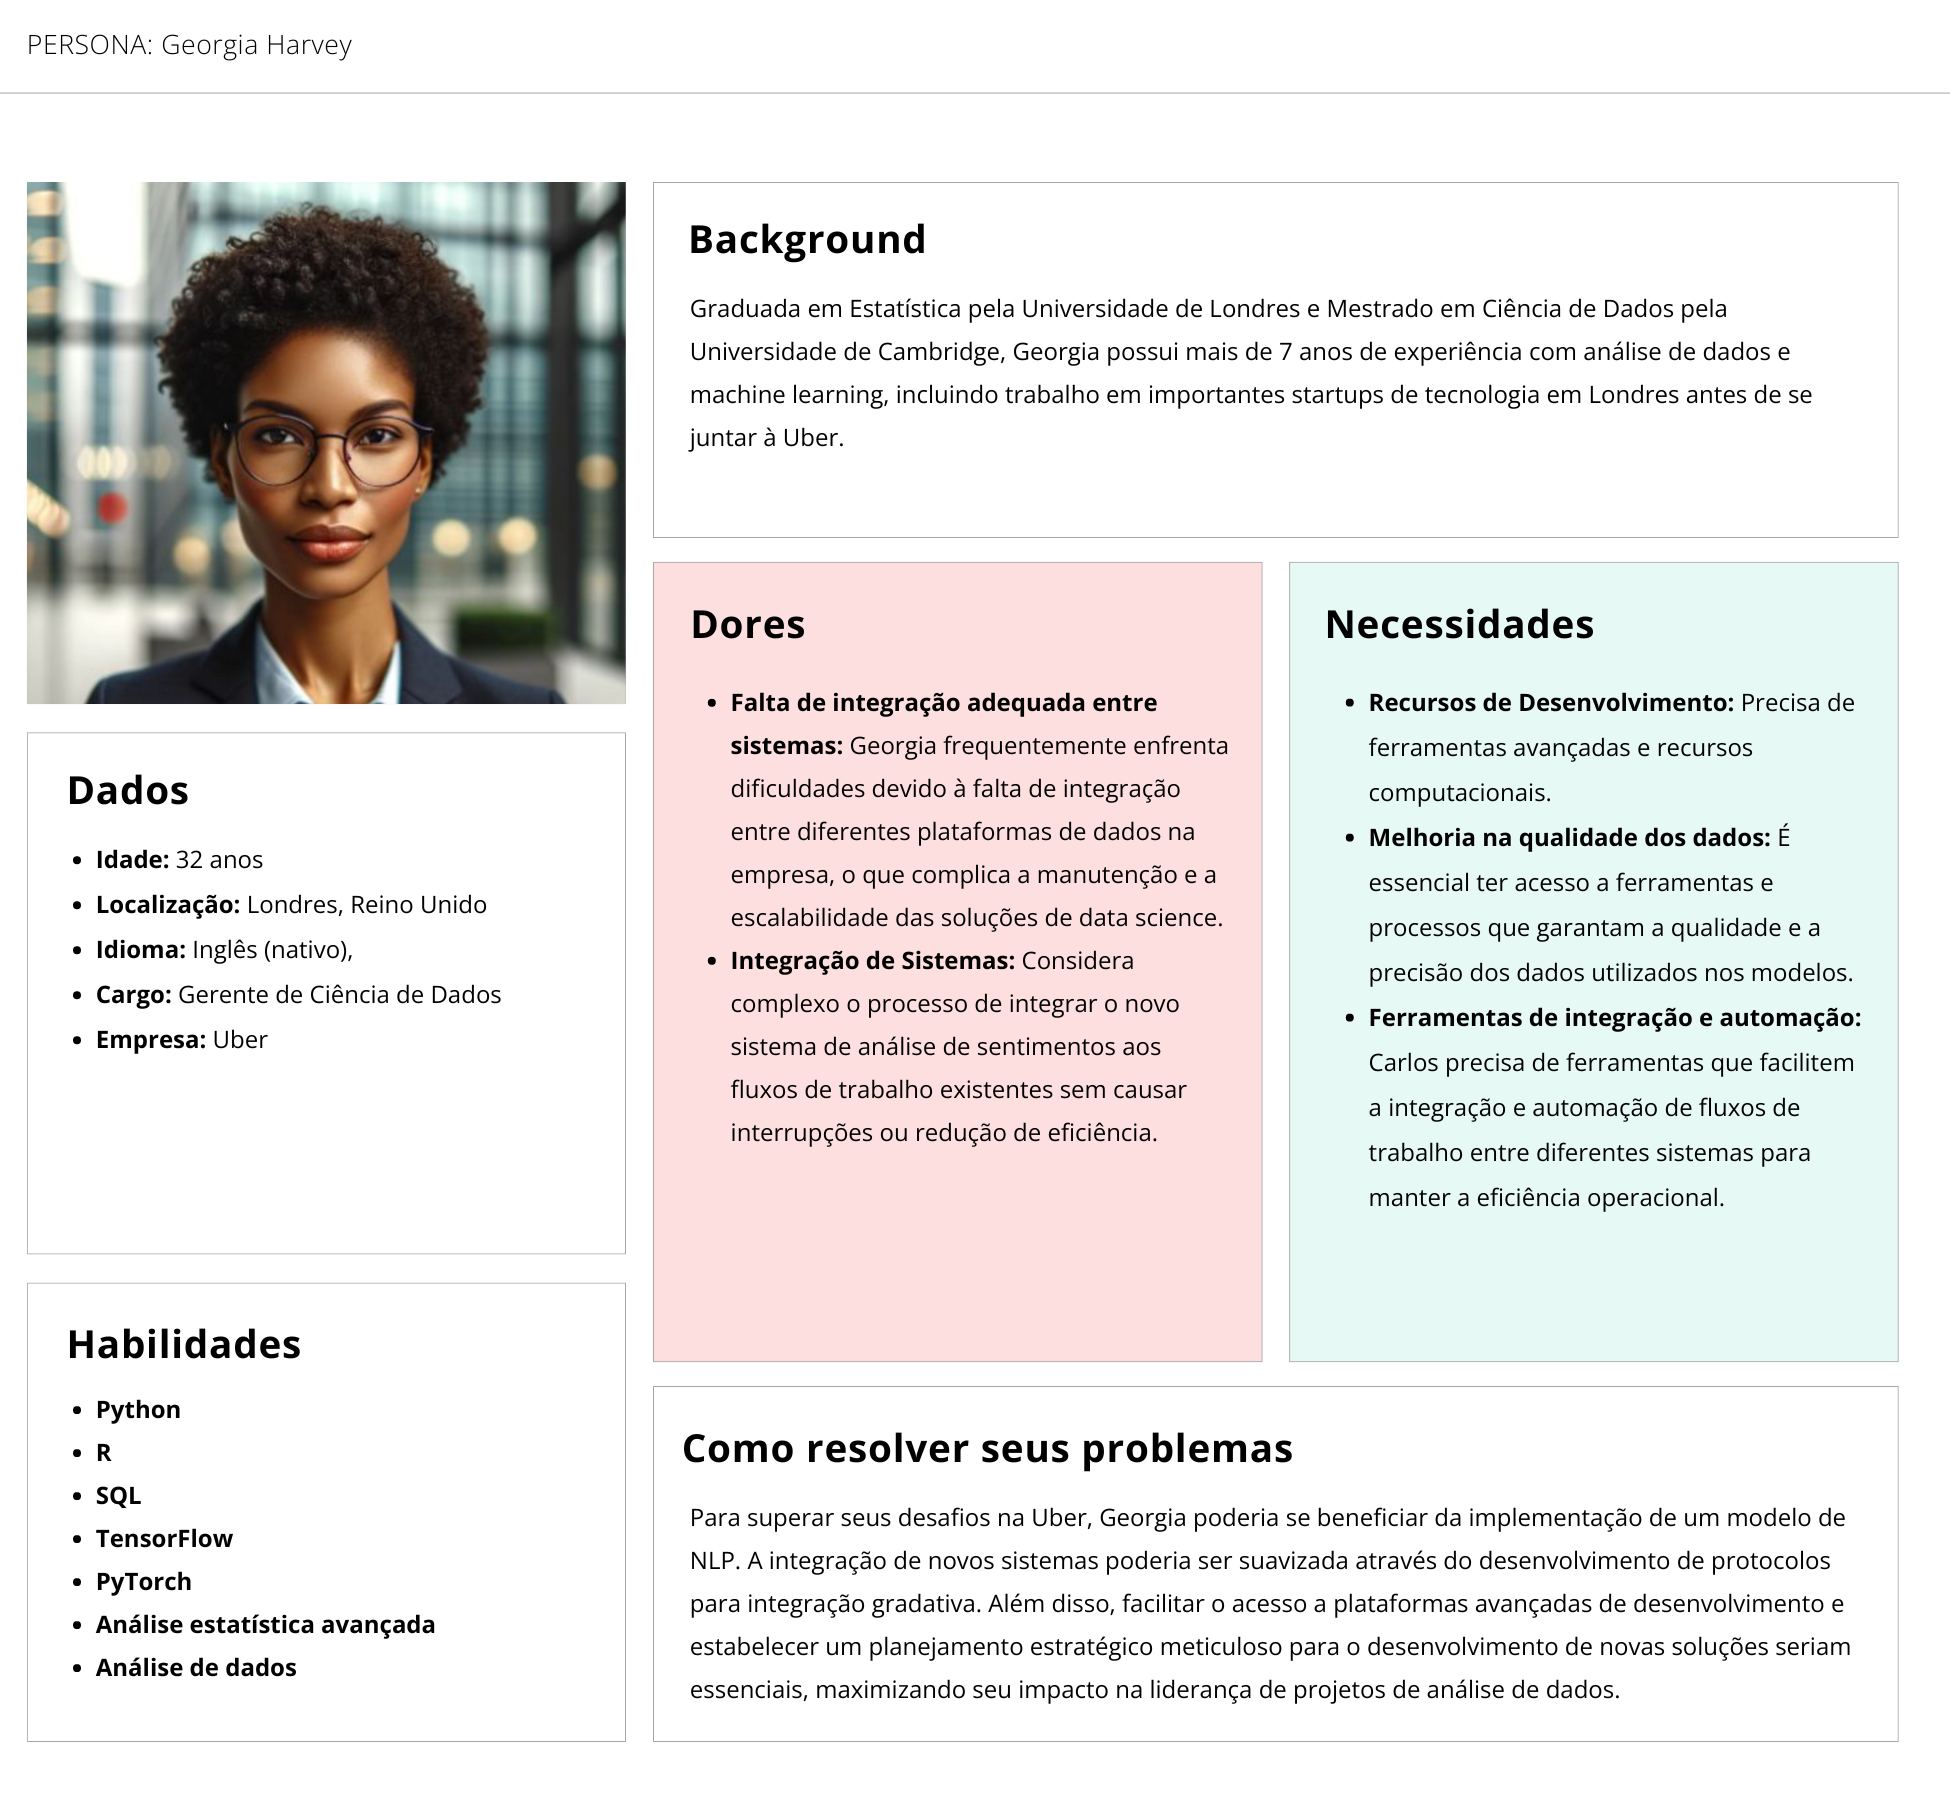 PERSONA: Georgia Harvey
Background
Graduada em Estatística pela Universidade de Londres e Mestrado em Ciência de Dados pela
Universidade de Cambridge, Georgia possui mais de 7 anos de experiência com análise de dados e
machine learning, incluindo trabalho em importantes startups de tecnologia em Londres antes de se
juntar à Uber.
Dados
• Idade: 32 anos
• Localização: Londres, Reino Unido
• Idioma: Inglês (nativo),
• Cargo: Gerente de Ciência de Dados
• Empresa: Uber
Habilidades
• Python
• R
• SQL
• TensorFlow
• PyTorch
• Análise estatística avançada
• Análise de dados
Dores
• Falta de integração adequada entre
sistemas: Georgia frequentemente enfrenta
dificuldades devido à falta de integração
entre diferentes plataformas de dados na
empresa, o que complica a manutenção e a
escalabilidade das soluções de data science.
• Integração de Sistemas: Considera
complexo o processo de integrar o novo
sistema de análise de sentimentos aos
fluxos de trabalho existentes sem causar
interrupções ou redução de eficiência.
Necessidades
• Recursos de Desenvolvimento: Precisa de
ferramentas avançadas e recursos
computacionais.
• Melhoria na qualidade dos dados: É
essencial ter acesso a ferramentas e
processos que garantam a qualidade e a
precisão dos dados utilizados nos modelos.
• Ferramentas de integração e automação:
Carlos precisa de ferramentas que facilitem
a integração e automação de fluxos de
trabalho entre diferentes sistemas para
manter a eficiência operacional.
Como resolver seus problemas
Para superar seus desafios na Uber, Georgia poderia se beneficiar da implementação de um modelo de
NLP. A integração de novos sistemas poderia ser suavizada através do desenvolvimento de protocolos
para integração gradativa. Além disso, facilitar o acesso a plataformas avançadas de desenvolvimento e
estabelecer um planejamento estratégico meticuloso para o desenvolvimento de novas soluções seriam
essenciais, maximizando seu impacto na liderança de projetos de análise de dados.